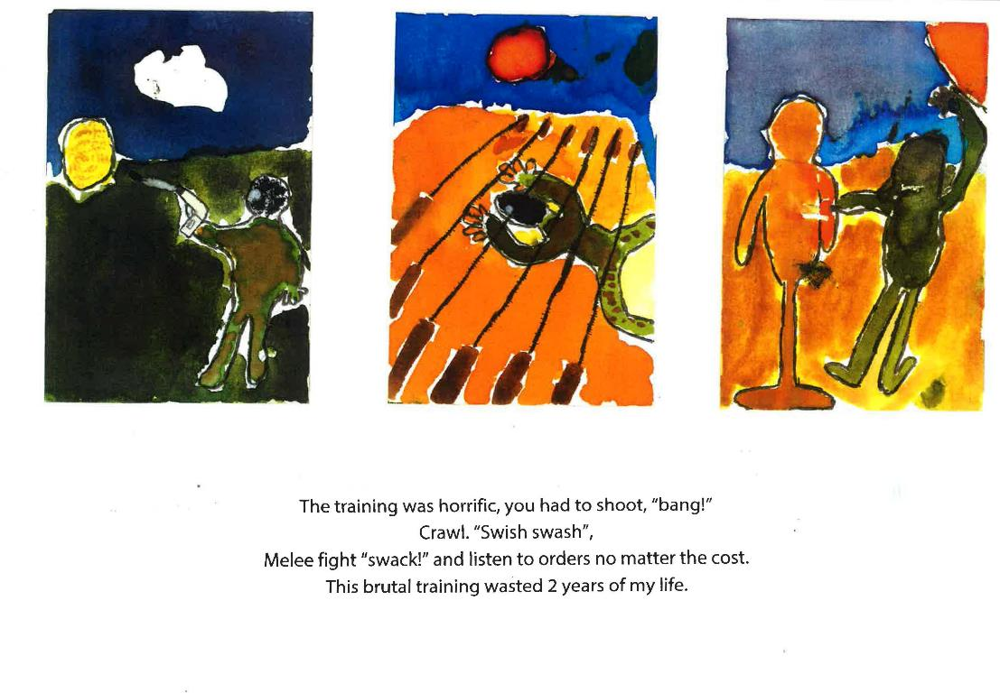 The training was horrific, you had to shoot, “bang!”
Crawl. “Swish swash”,
Melee fight “swack!” and listen to orders no matter the cost.
This brutal training wasted 2 years of my life.